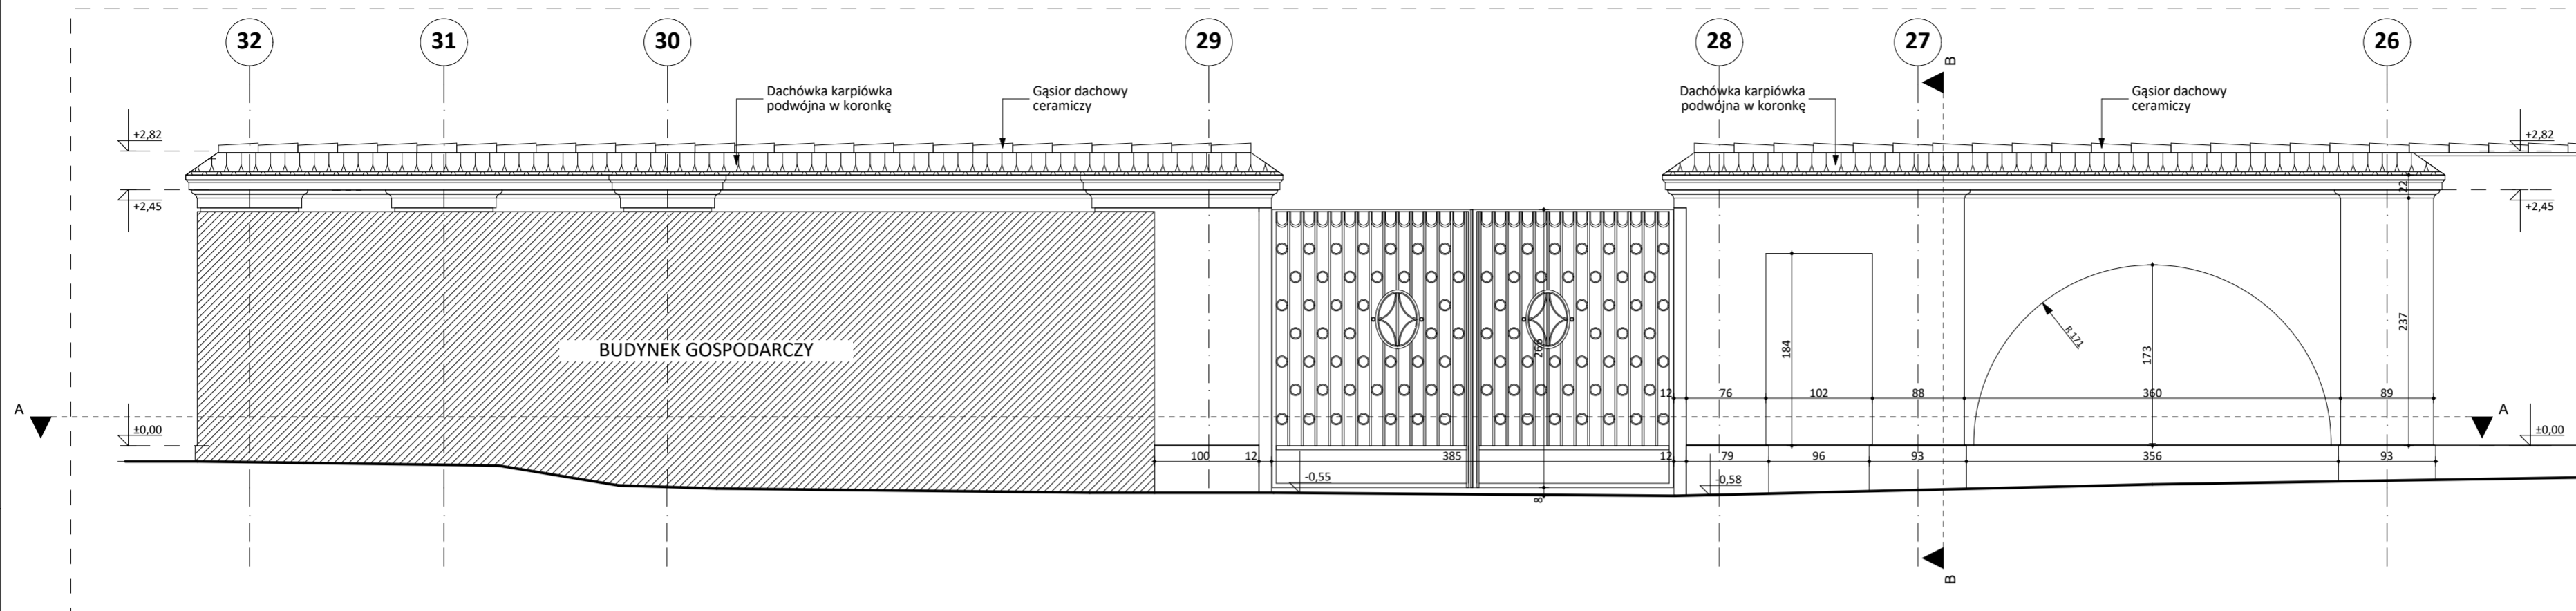 32
31
30
29
28
27
26
B
Dachówka karpiówka
podwójna w koronkę
Gąsior dachowy
ceramiczy
Dachówka karpiówka
podwójna w koronkę
Gąsior dachowy
ceramiczy
+2,82
+2,82
+2,45
22
+2,45
BUDYNEK GOSPODARCZY
184
R 171
173
237
12
76
102
88
360
89
A
A
±0,00
±0,00
100
12
385
12
79
96
93
356
93
-0,55
-0,58
8
B